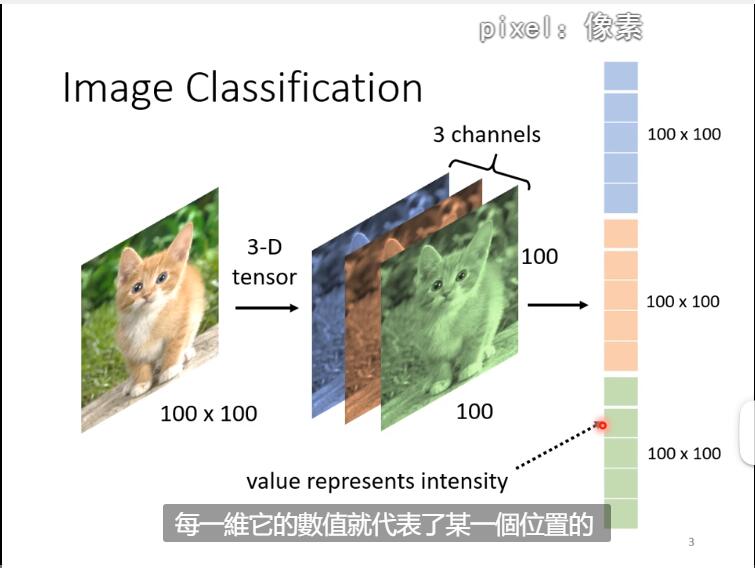 pixel：像素
Image Classification
3 channels
100 x 100
3-D
tensor
100
100 x 100
100
100 x 100
100 x 100
value represents intensity
每一維它的數值就代表了某一個位置的
3